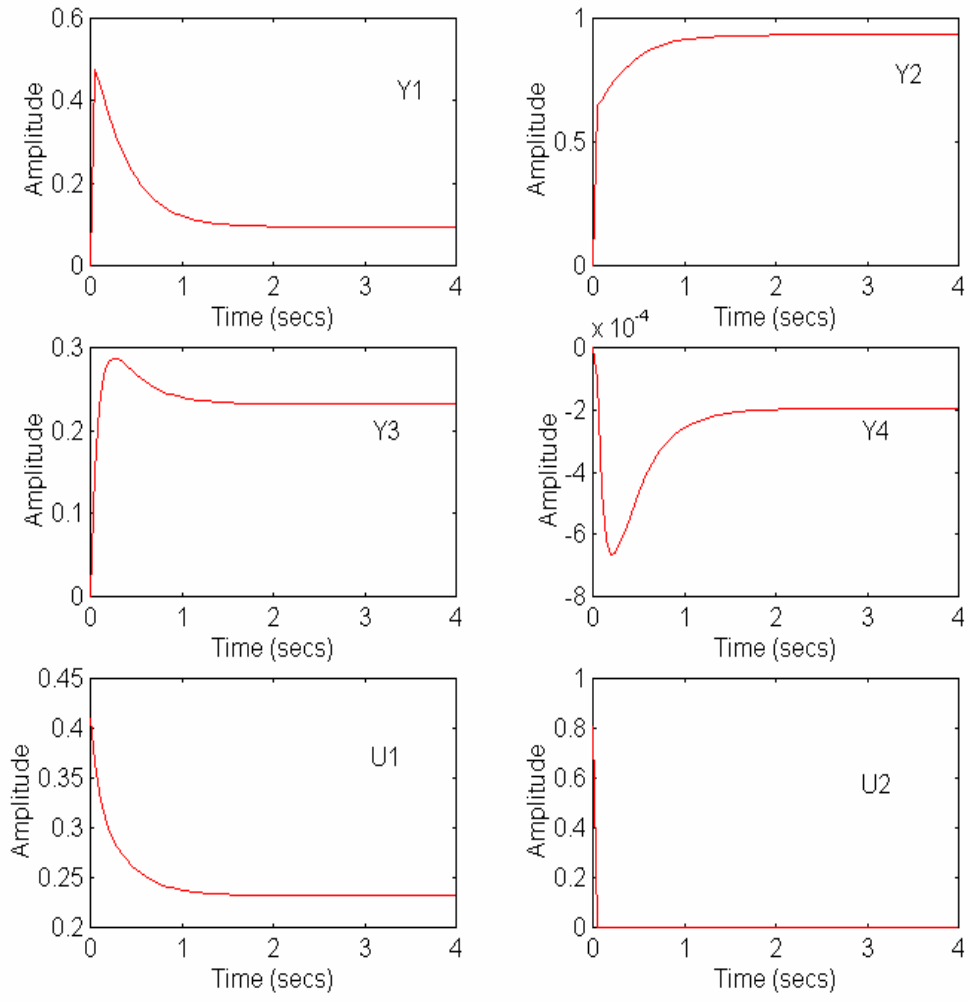 0.6
0.4
0.2
0
Amplitude
Y1
0 1 2 3 4
Time (secs)
1
0.5
0
Amplitude
Y2
0 1 2 3 4
Time (secs)
0.3
0.2
0.1
0
Amplitude
Y3
0 1 2 3 4
Time (secs)
x 10-4
0
-2
-4
-6
-8
Amplitude
Y4
0 1 2 3 4
Time (secs)
0.45
0.4
0.35
0.3
0.25
0.2
Amplitude
U1
0 1 2 3 4
Time (secs)
1
0.8
0.6
0.4
0.2
0
Amplitude
U2
0 1 2 3 4
Time (secs)